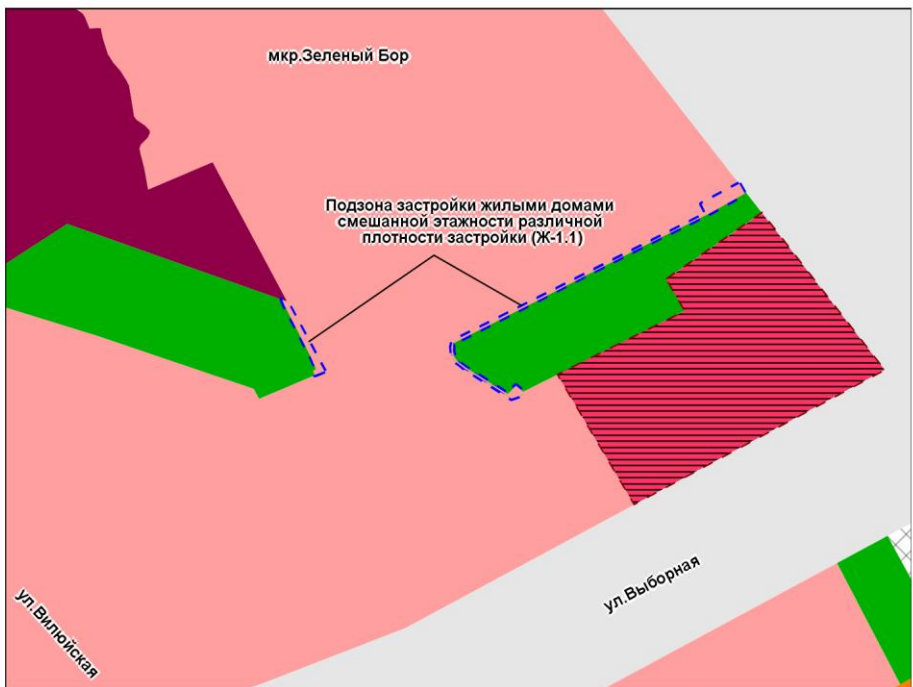 мкр.Зеленый Бор
Подзона застройки жилыми домами
смешанной этажности различной
плотности застройки (Ж-1.1)
ул.Выборная
ул.Вилюйская